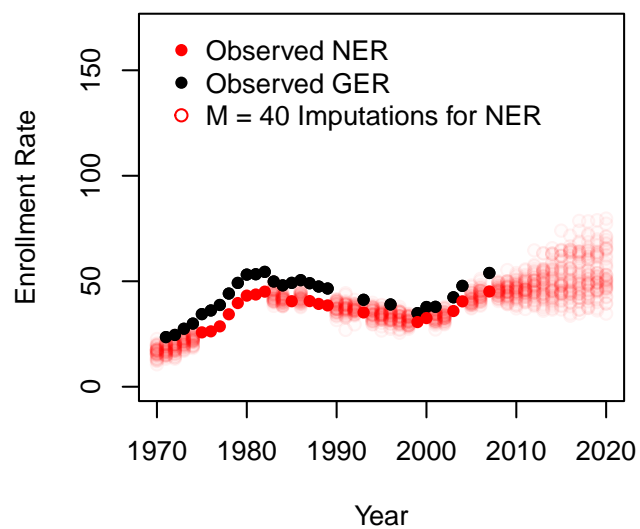 Observed NER
Observed GER
M = 40 Imputations for NER
Enrollment Rate
150
100
50
0
1970 1980 1990 2000 2010 2020
Year